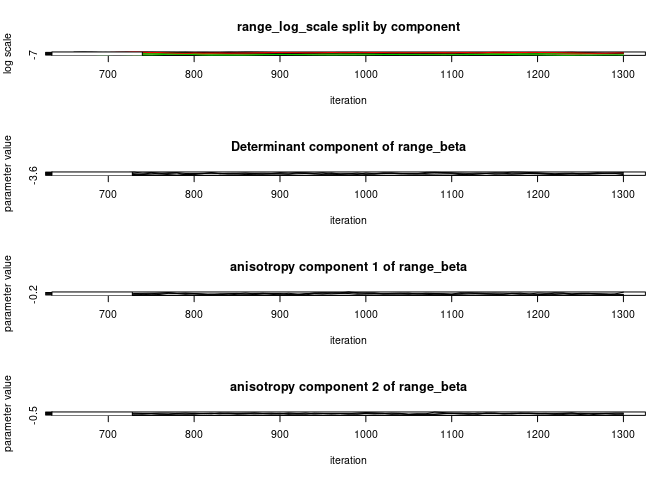 range_log_scale split by component
log scale
-7
700 800 900 1000 1100 1200 1300
iteration
Determinant component of range_beta
parameter value
-3.6
700 800 900 1000 1100 1200 1300
iteration
anisotropy component 1 of range_beta
parameter value
-0.2
700 800 900 1000 1100 1200 1300
iteration
anisotropy component 2 of range_beta
parameter value
-0.5
700 800 900 1000 1100 1200 1300
iteration